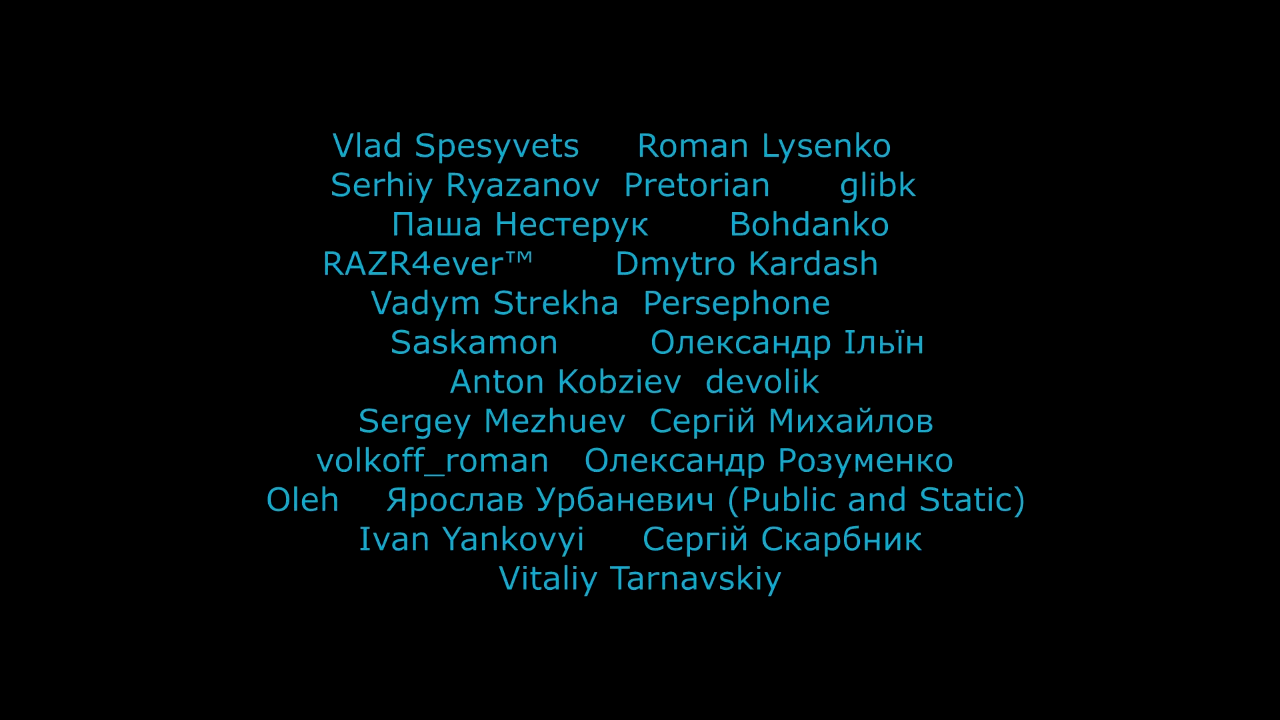 Vlad Spesyvets Roman Lysenko
Serhiy Ryazanov Pretorian glibk
Паша Нестерук Bohdanko
RAZR4ever™ Dmytro Kardash
Vadym Strekha Persephone
Saskamon Олександр Ільїн
Anton Kobziev devolik
Sergey Mezhuev Сергій Михайлов
volkoff_roman Олександр Розуменко
Oleh Ярослав Урбаневич (Public and Static)
Ivan Yankovyi Сергій Скарбник
Vitaliy Tarnavskiy